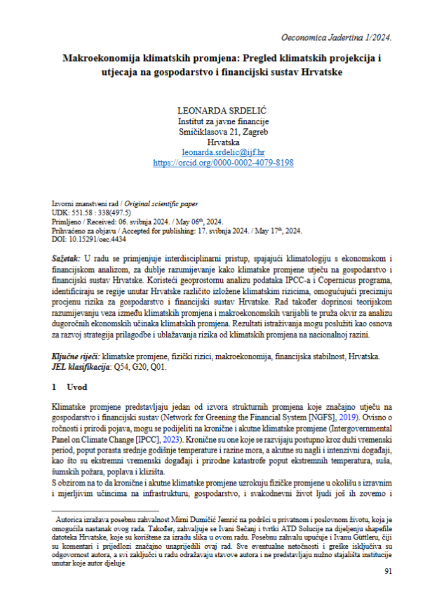 Oeconomica Jadertina 1/2024.
Makroekonomija klimatskih promjena: Pregled klimatskih projekcija i
utjecaja na gospodarstvo i financijski sustav Hrvatske
LEONARDA SRDELIĆ
Institut za javne financije
Smičiklasova 21, Zagreb
Hrvatska
leonarda.srdelic@ijf.hr
https://orcid.org/0000-0002-4079-8198
Izvorni znanstveni rad / Original scientific paper
UDK: 551.58 : 338(497.5)
Primljeno / Received: 06. svibnja 2024. / May 06th, 2024.
Prihvaćeno za objavu / Accepted for publishing: 17. svibnja 2024. / May 17th, 2024.
DOI: 10.15291/oec.4434
Sažetak: U radu se primjenjuje interdisciplinarni pristup, spajajući klimatologiju s ekonomskom i
financijskom analizom, za dublje razumijevanje kako klimatske promjene utječu na gospodarstvo i
financijski sustav Hrvatske. Koristeći geoprostornu analizu podataka IPCC-a i Copernicus programa,
identificiraju se regije unutar Hrvatske različito izložene klimatskim rizicima, omogućujući precizniju
procjenu rizika za gospodarstvo i financijski sustav Hrvatske. Rad također doprinosi teorijskom
razumijevanju veza između klimatskih promjena i makroekonomskih varijabli te pruža okvir za analizu
dugoročnih ekonomskih učinaka klimatskih promjena. Rezultati istraživanja mogu poslužiti kao osnova
za razvoj strategija prilagodbe i ublažavanja rizika od klimatskih promjena na nacionalnoj razini.
Ključne riječi: klimatske promjene, fizički rizici, makroekonomija, financijska stabilnost, Hrvatska.
JEL klasifikacija: Q54, G20, Q01.
1 Uvod
Klimatske promjene predstavljaju jedan od izvora strukturnih promjena koje značajno utječu na
gospodarstvo i financijski sustav (Network for Greening the Financial System [NGFS], 2019). Ovisno o
ročnosti i prirodi pojava, mogu se podijeliti na kronične i akutne klimatske promjene (Intergovernmental
Panel on Climate Change [IPCC], 2023). Kronične su one koje se razvijaju postupno kroz duži vremenski
period, poput porasta srednje godišnje temperature i razine mora, a akutne su nagli i intenzivni događaji,
kao što su ekstremni vremenski događaji i prirodne katastrofe poput ekstremnih temperatura, suša,
šumskih požara, poplava i klizišta.
S obzirom na to da kronične i akutne klimatske promjene uzrokuju fizičke promjene u okolišu s izravnim
i mjerljivim učincima na infrastrukturu, gospodarstvo, i svakodnevni život ljudi još ih zovemo i
Autorica izražava posebnu zahvalnost Mirni Dumičić Jemrić na podršci u privatnom i poslovnom životu, koja je
omogućila nastanak ovog rada. Također, zahvaljuje se Ivani Sečanj i tvrtki ATD Solucije na dijeljenju shapefile
datoteka Hrvatske, koje su korištene za izradu slika u ovom radu. Posebnu zahvalu upućuje i Ivanu Güttleru, čiji
su komentari i prijedlozi značajno unaprijedili ovaj rad. Sve eventualne netočnosti i greške isključiva su
odgovornost autora, a svi zaključci u radu odražavaju stavove autora i ne predstavljaju nužno stajališta institucije
unutar koje autor djeluje
91